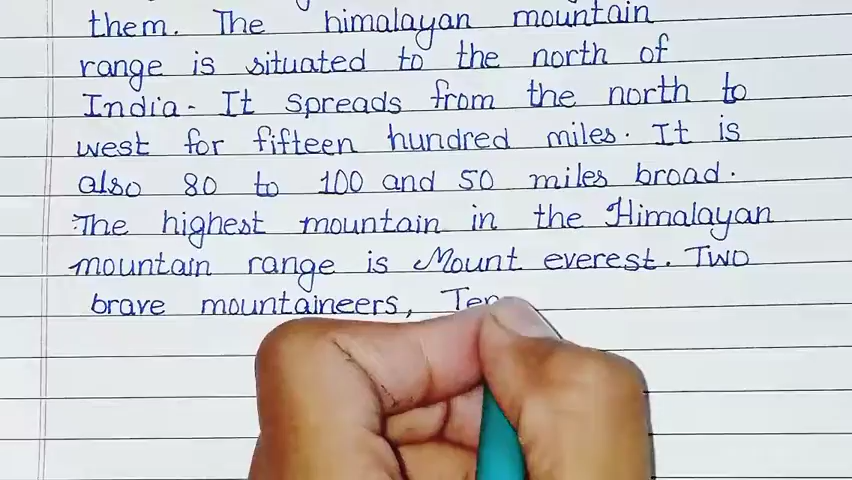 them. The himalayan mountain
range is situated to the north of
India- It spreads from the north to
west for fifteen hundred miles. It is
also 80 to 100 and 50 miles broad.
The highest mountain in the Himalayan
mountain range is Mount everest. Two
brave mountaineers, Ten